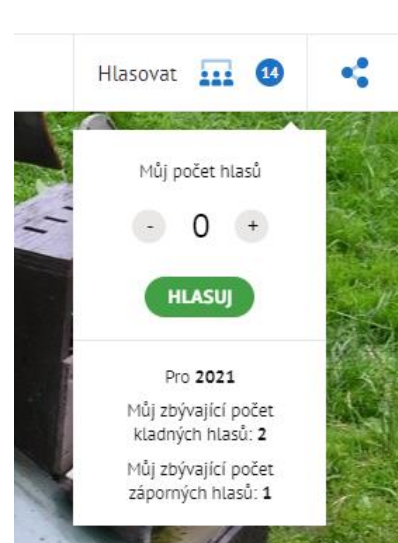 Hlasovat 14
Můj počet hlasů
- 0 +
HLASUJ
Pro 2021
Můj zbývající počet
kladných hlasů: 2
Můj zbývající počet
záporných hlasů: 1